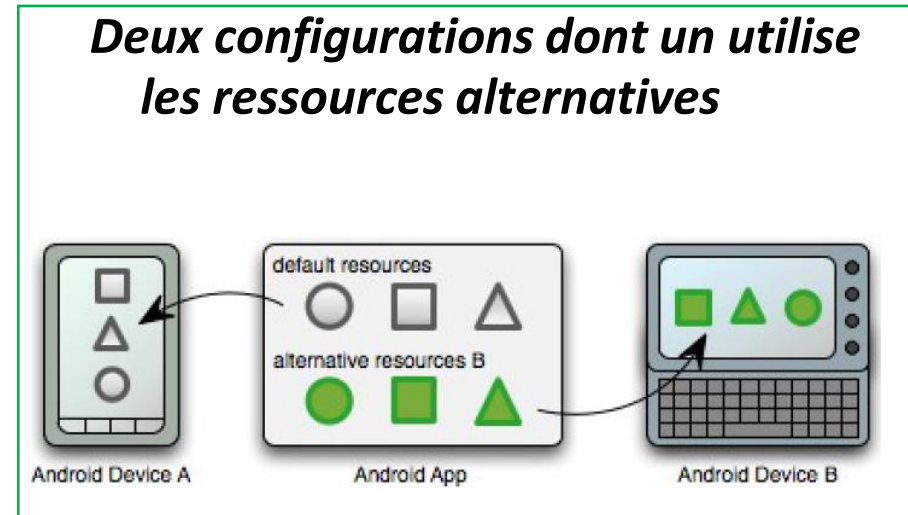 Deux configurations dont un utilise
les ressources alternatives
default resources
alternative resources B
Android Device A
Android App
Android Device B